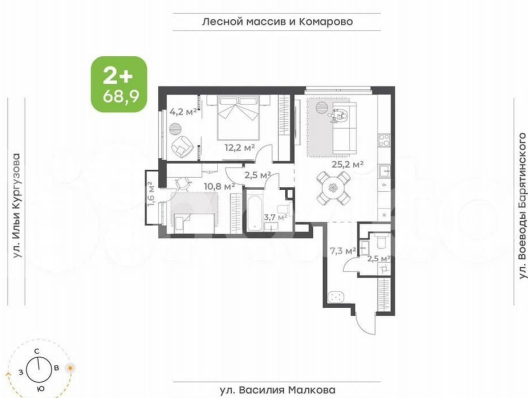 Лесной массив и Комарово
2+
68,9
4,2 м²
12,2 м²
25,2 м²
2,5 м²
10,8 м²
1,6 м²
3,7 м²
7,3 м²
2,5 м²
ул. Ильи Кургузова
ул. Воеводы Барятинского
С
З
В
Ю
ул. Василия Малкова